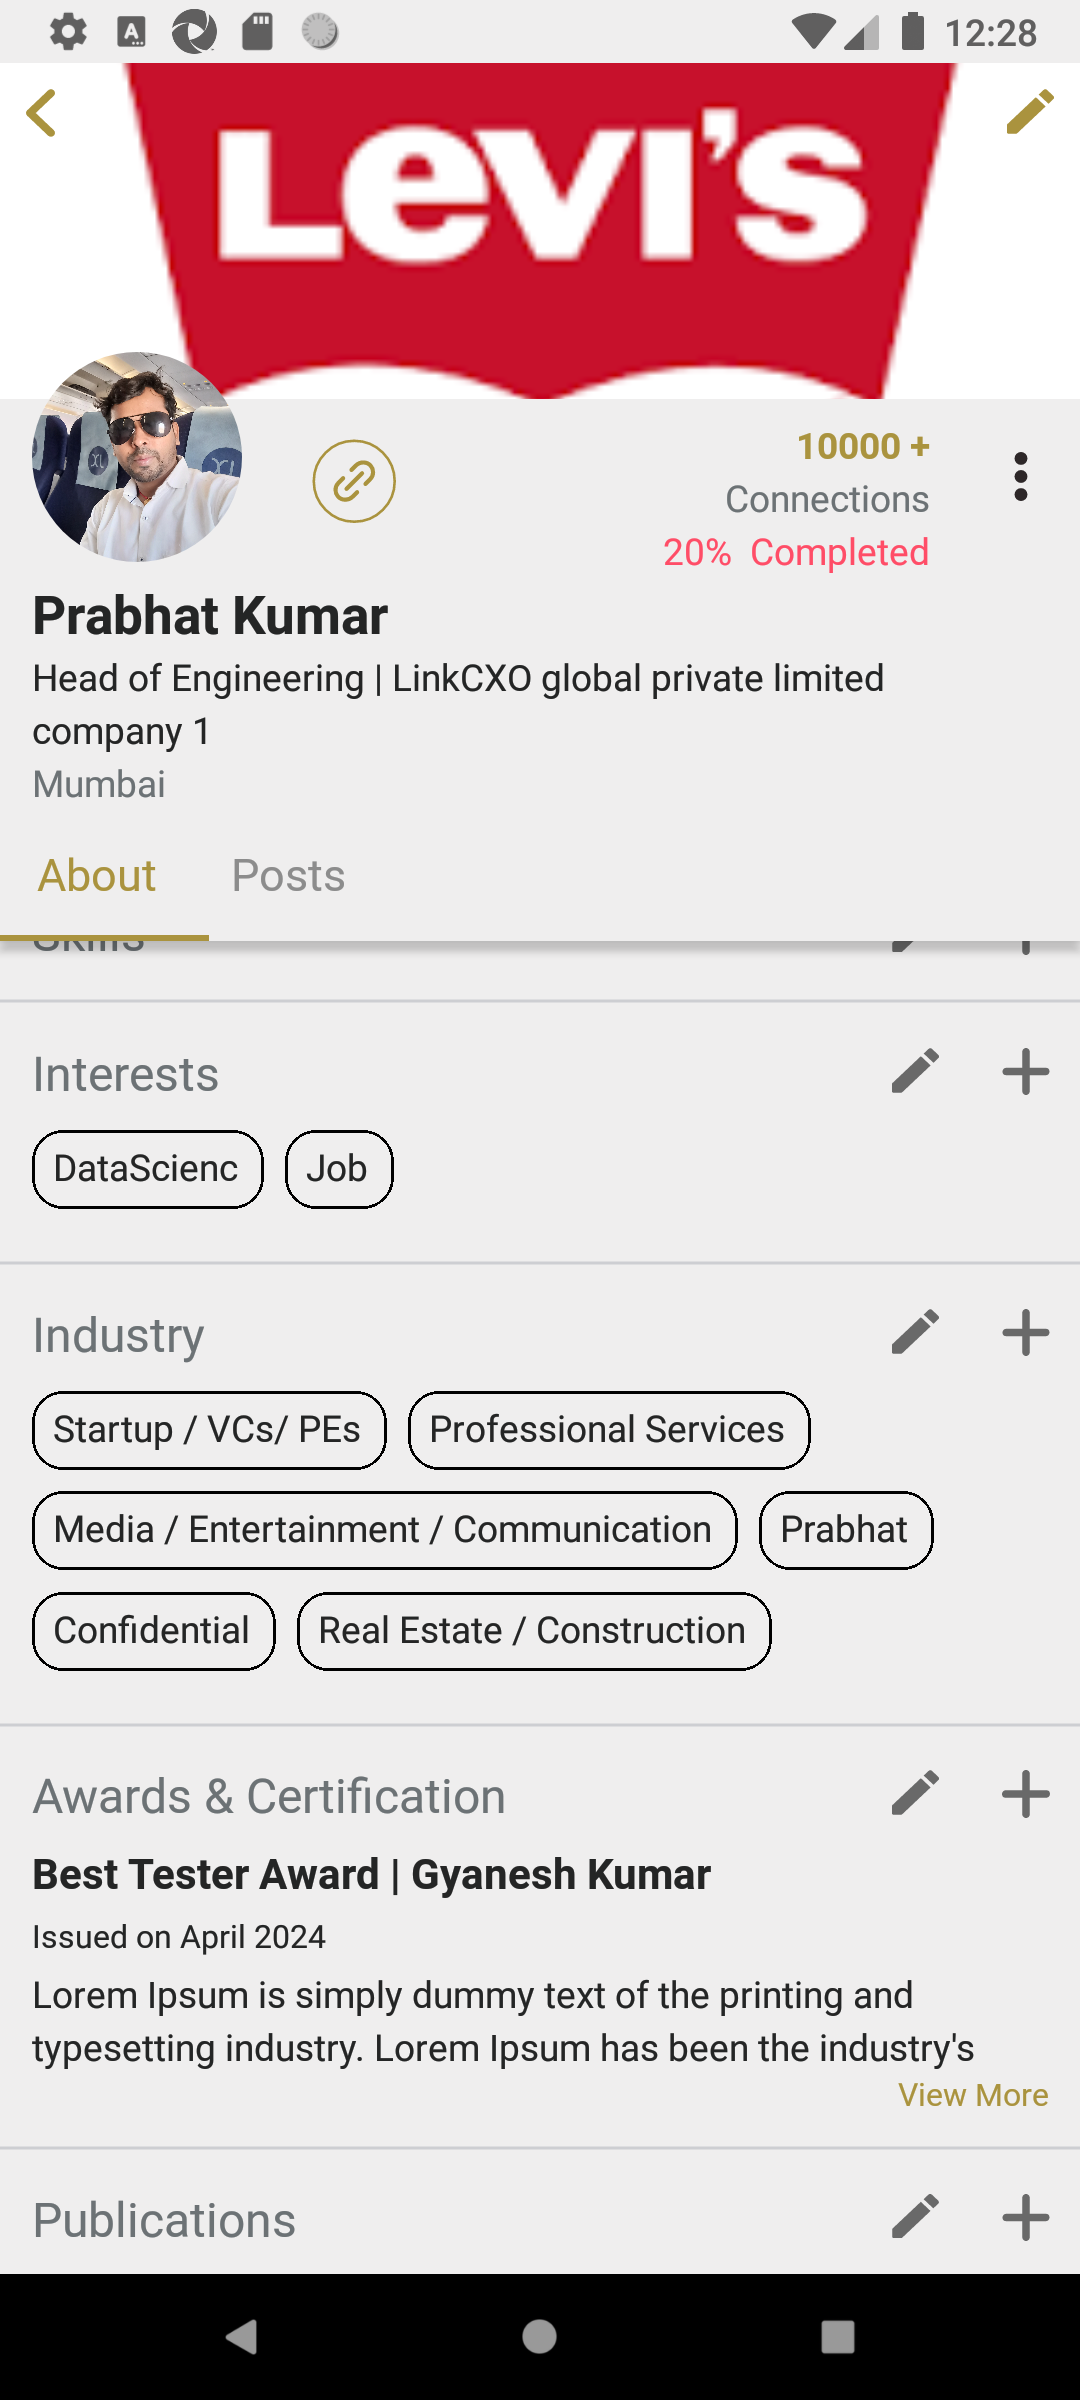 12:28
Levi's
10000 +
Connections
20% Completed
Prabhat Kumar
Head of Engineering | LinkCXO global private limited
company 1
Mumbai
About Posts
Skills
Interests
DataScienc Job
Industry
Startup / VCs/ PEs Professional Services
Media / Entertainment / Communication Prabhat
Confidential Real Estate / Construction
Awards & Certification
Best Tester Award | Gyanesh Kumar
Issued on April 2024
Lorem Ipsum is simply dummy text of the printing and
typesetting industry. Lorem Ipsum has been the industry's
View More
Publications